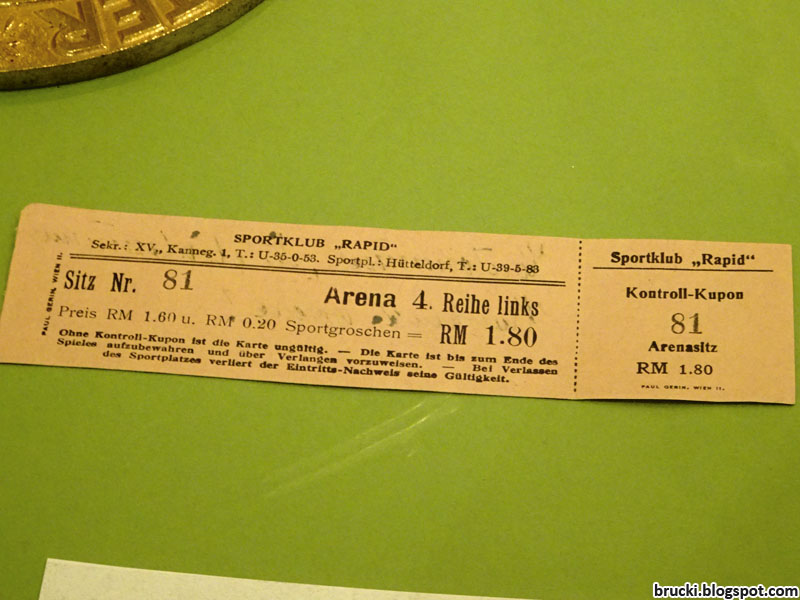 SPORTKLUB „RAPID"
Sekr.: XV., Kanneg. 1, T.: U-35-0-53. Sportpl.: Hütteldorf, T.: U-39-5-83
Sitz Nr. 81
Arena 4. Reihe links
Preis RM 1.60 u. RM 0.20 Sportgroschen = RM 1.80
Ohne Kontroll-Kupon ist die Karte ungültig. — Die Karte ist bis zum Ende des
Spieles aufzubewahren und über Verlangen vorzuweisen. — Bei Verlassen
des Sportplatzes verliert der Eintritts-Nachweis seine Gültigkeit.
PAUL GERIN, WIEN II.
Sportklub „Rapid"
Kontroll-Kupon
81
Arenasitz
RM 1.80
PAUL GERIN, WIEN II.
brucki.blogspot.com